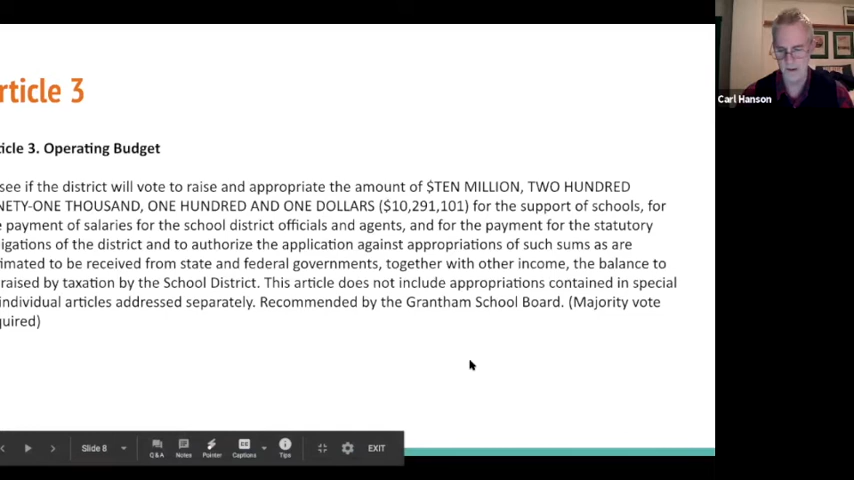 rticle 3
ticle 3. Operating Budget
see if the district will vote to raise and appropriate the amount of $TEN MILLION, TWO HUNDRED
NETY-ONE THOUSAND, ONE HUNDRED AND ONE DOLLARS ($10,291,101) for the support of schools, for
e payment of salaries for the school district officials and agents, and for the payment for the statutory
igations of the district and to authorize the application against appropriations of such sums as are
timated to be received from state and federal governments, together with other income, the balance to
raised by taxation by the School District. This article does not include appropriations contained in special
individual articles addressed separately. Recommended by the Grantham School Board. (Majority vote
quired)
Carl Hanson
Slide 8
Q&A
Notes
Pointer
Captions
Tips
EXIT